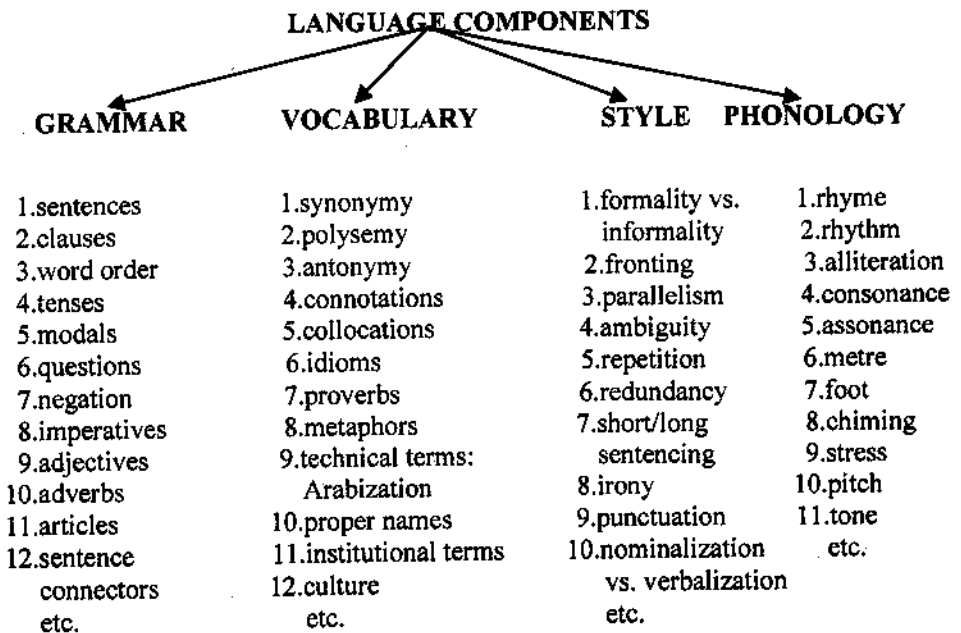 LANGUAGE COMPONENTS
GRAMMAR
1.sentences
2.clauses
3.word order
4.tenses
5.modals
6.questions
7.negation
8.imperatives
9.adjectives
10.adverbs
11.articles
12.sentence
connectors
etc.
VOCABULARY
1.synonymy
2.polysemy
3.antonymy
4.connotations
5.collocations
6.idioms
7.proverbs
8.metaphors
9.technical terms:
Arabization
10.proper names
11.institutional terms
12.culture
etc.
STYLE
1.formality vs.
informality
2.fronting
3.parallelism
4.ambiguity
5.repetition
6.redundancy
7.short/long
sentencing
8.irony
9.punctuation
10.nominalization
vs. verbalization
etc.
PHONOLOGY
1.rhyme
2.rhythm
3.alliteration
4.consonance
5.assonance
6.metre
7.foot
8.chiming
9.stress
10.pitch
11.tone
etc.